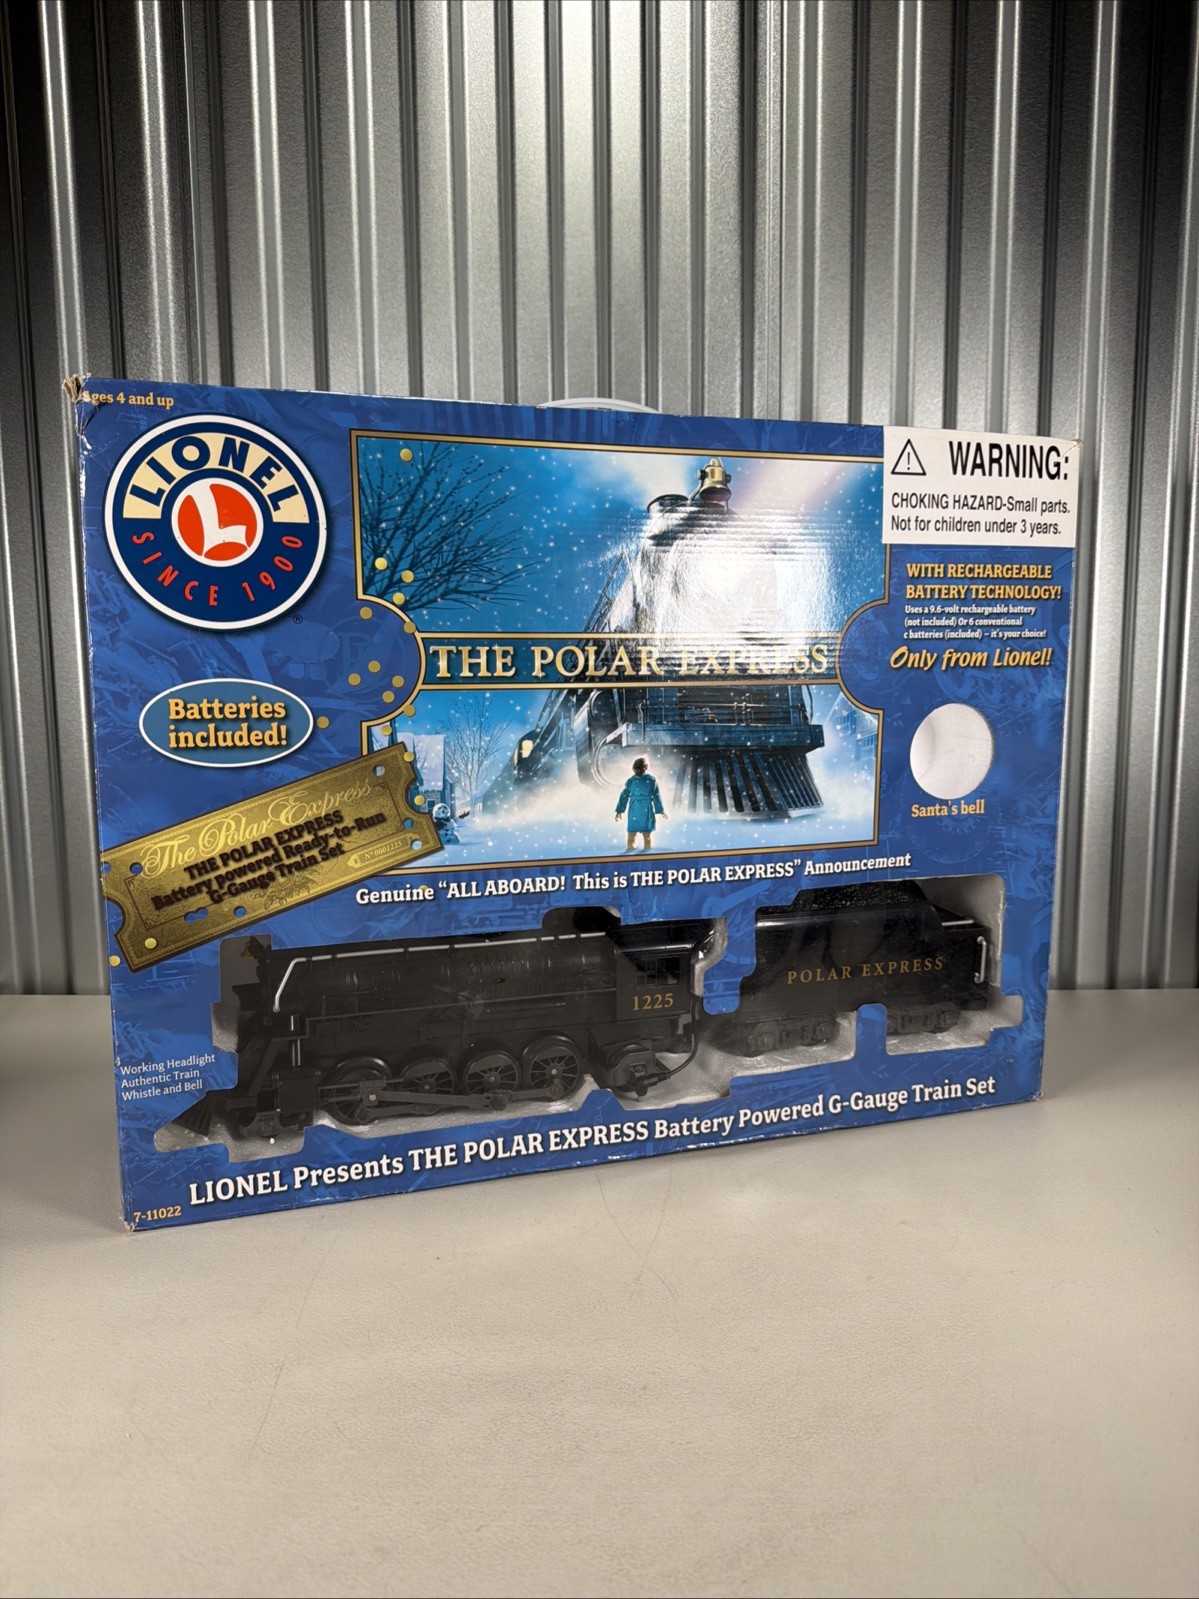 Ages 4 and up
LIONEL
L
SINCE 1900
®
WARNING:
CHOKING HAZARD-Small parts.
Not for children under 3 years.
WITH RECHARGEABLE
BATTERY TECHNOLOGY!
Uses a 9.6-volt rechargeable battery
(not included) Or 6 conventional
c batteries (included) – it's your choice!
Only from Lionel!
THE POLAR EXPRESS
Batteries
included!
Santa's bell
The Polar Express
THE POLAR EXPRESS
Battery powered Ready-to-Run
G-Gauge Train Set
Nº 0001225
Genuine "ALL ABOARD! This is THE POLAR EXPRESS" Announcement
1225
POLAR EXPRESS
Working Headlight
Authentic Train
Whistle and Bell
LIONEL Presents THE POLAR EXPRESS Battery Powered G-Gauge Train Set
7-11022